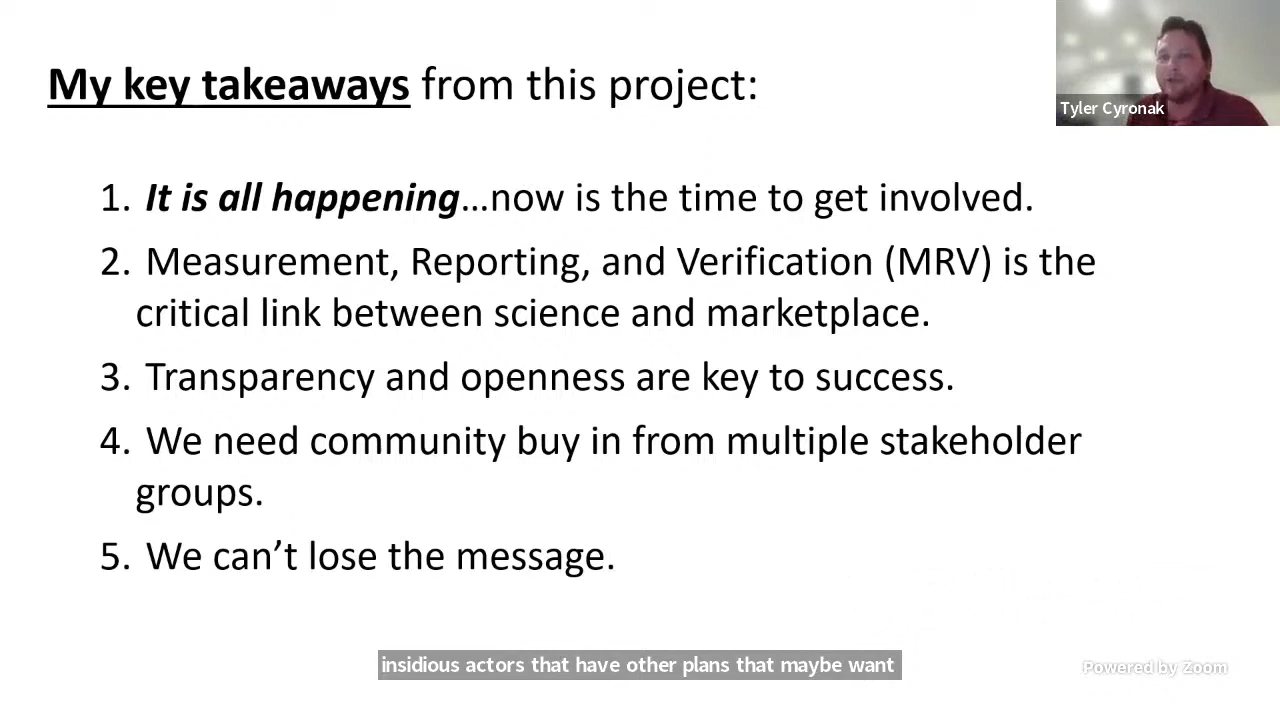 My key takeaways from this project:
Tyler Cyronak
1. It is all happening...now is the time to get involved.
2. Measurement, Reporting, and Verification (MRV) is the
critical link between science and marketplace.
3. Transparency and openness are key to success.
4. We need community buy in from multiple stakeholder
groups.
5. We can’t lose the message.
insidious actors that have other plans that maybe want
Powered by Zoom